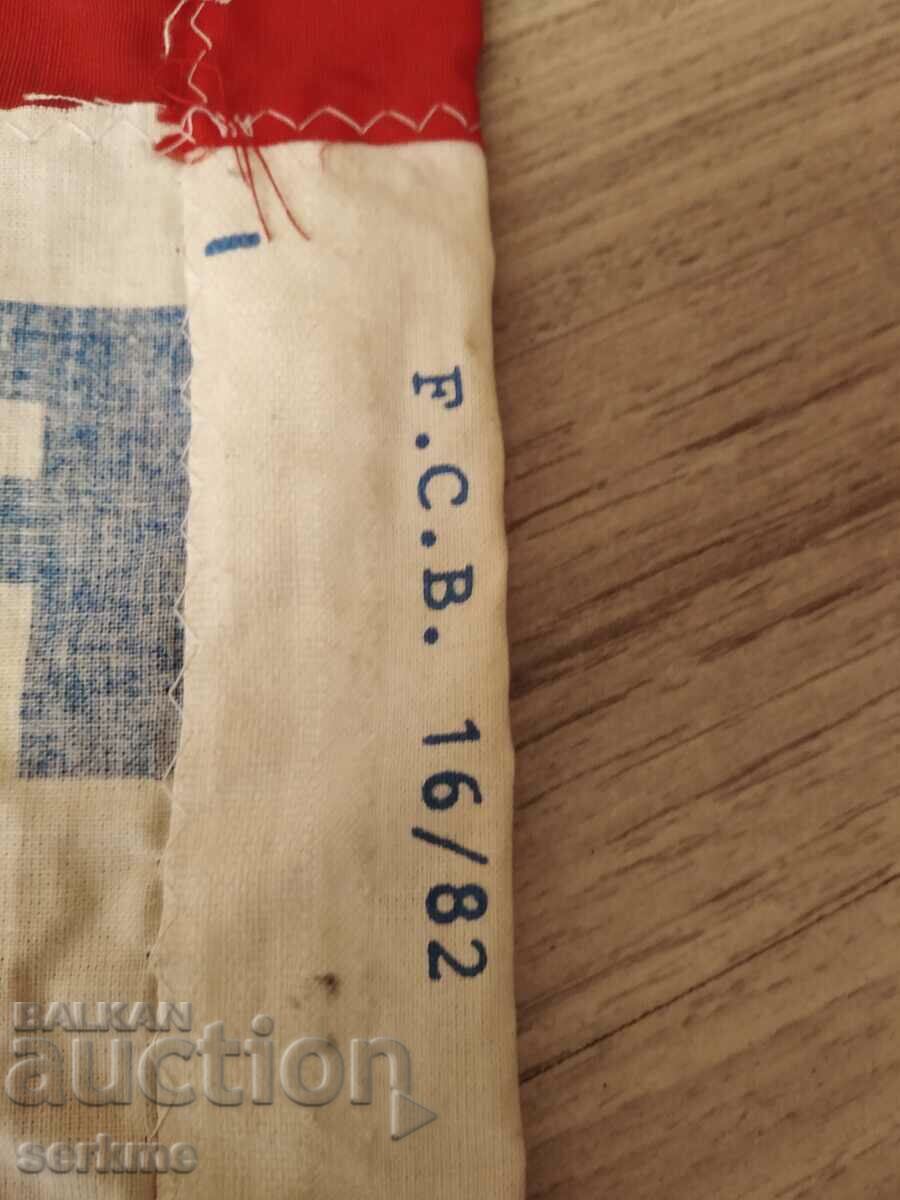 F.C.B. 16/82
BALKAN
auction
serkme